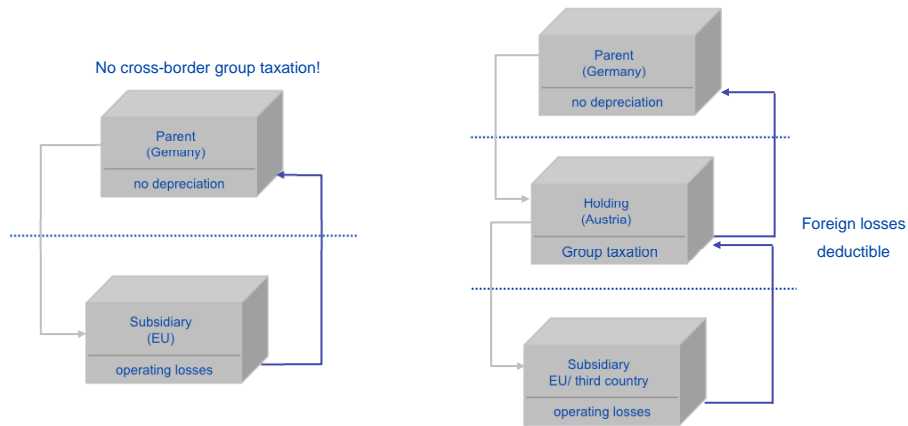 No cross-border group taxation!
Parent
(Germany)
no depreciation
Subsidiary
(EU)
operating losses
Parent
(Germany)
no depreciation
Holding
(Austria)
Group taxation
Subsidiary
EU/ third country
operating losses
Foreign losses
deductible